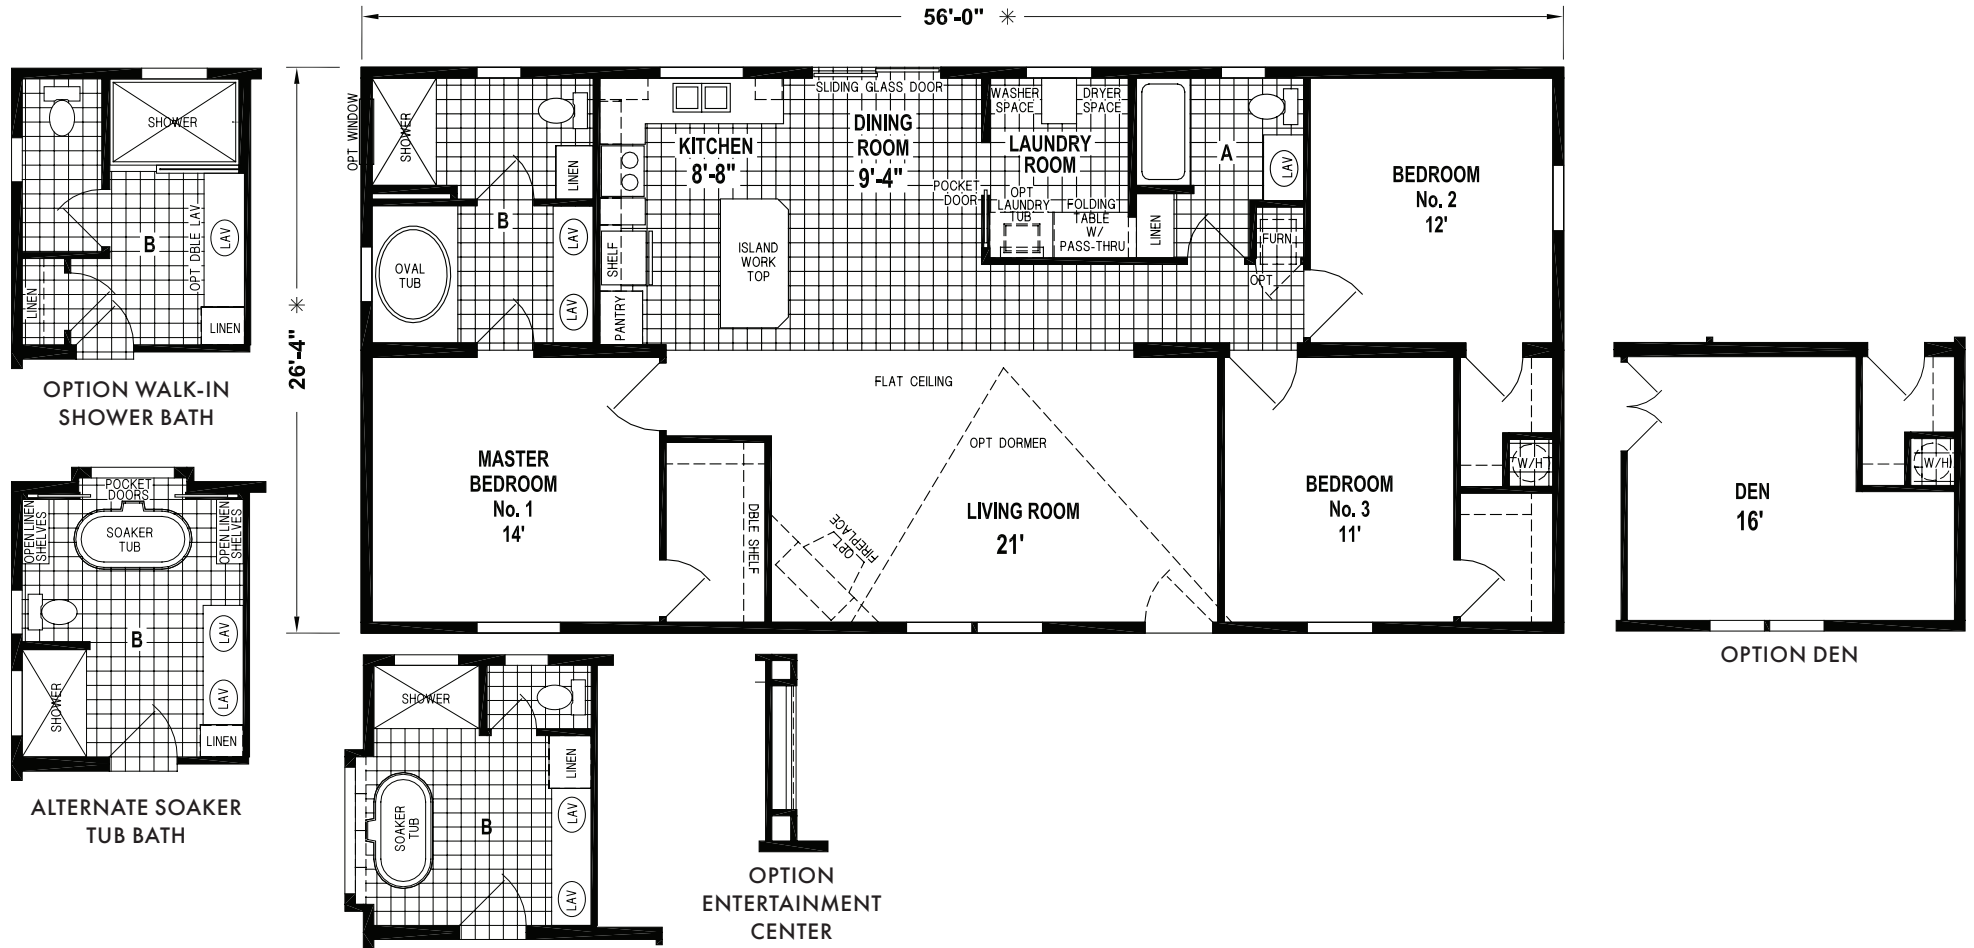 56'-0" ✳
26'-4" ✳
SHOWER
B
OPT DBLE LAV
LAV
LINEN
LINEN
OPTION WALK-IN
SHOWER BATH
POCKET
DOORS
OPEN LINEN
SHELVES
SOAKER
TUB
OPEN LINEN
SHELVES
B
LAV
LAV
SHOWER
LINEN
ALTERNATE SOAKER
TUB BATH
OPT WINDOW
SHOWER
LINEN
B
OVAL
TUB
LAV
LAV
KITCHEN
8'-8"
SHELF
PANTRY
ISLAND
WORK
TOP
SLIDING GLASS DOOR
DINING
ROOM
9'-4"
POCKET
DOOR
WASHER
SPACE
DRYER
SPACE
LAUNDRY
ROOM
OPT
LAUNDRY
TUB
FOLDING
TABLE
W/
PASS-THRU
LINEN
A
LAV
FURN
OPT
BEDROOM
No. 2
12'
MASTER
BEDROOM
No. 1
14'
DBLE SHELF
FLAT CEILING
OPT DORMER
LIVING ROOM
21'
OPT
FIREPLACE
BEDROOM
No. 3
11'
W/H
DEN
16'
W/H
OPTION DEN
SHOWER
SOAKER
TUB
B
LINEN
LAV
LAV
OPTION
ENTERTAINMENT
CENTER